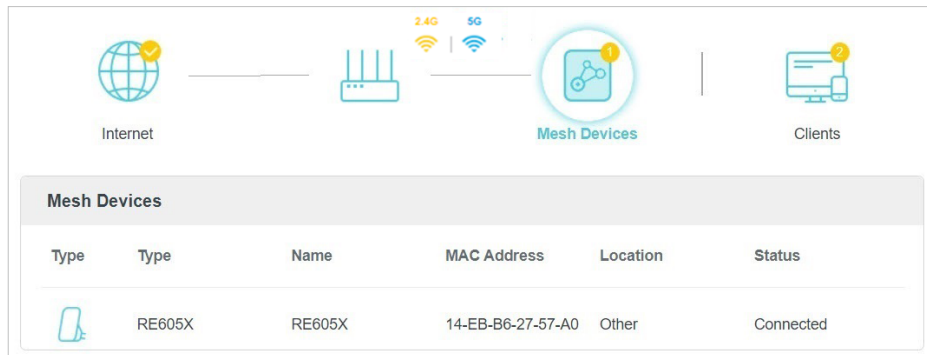 2.4G 5G
1
2
Internet
Mesh Devices
Clients
Mesh Devices
Type Type Name MAC Address Location Status
RE605X RE605X 14-EB-B6-27-57-A0 Other Connected